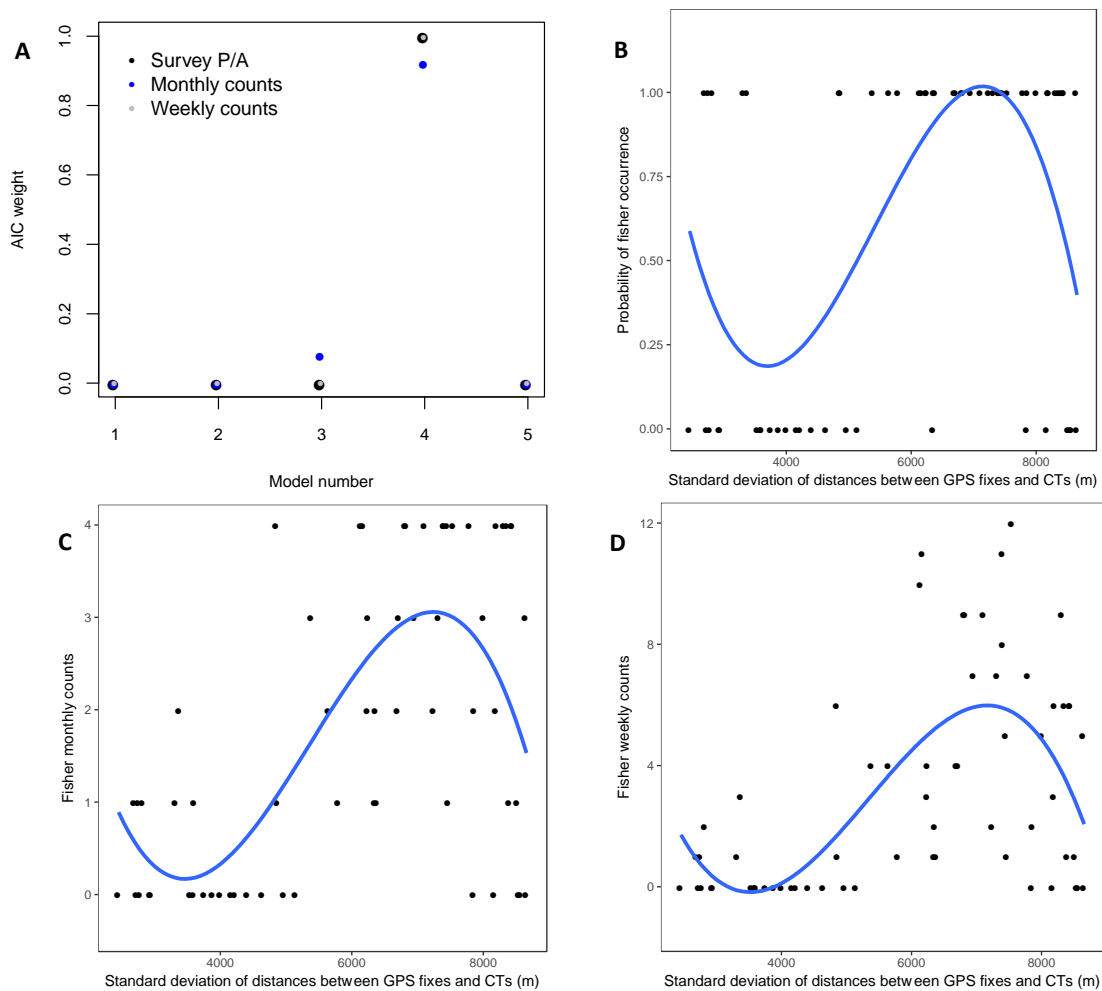 A
Survey P/A
Monthly counts
Weekly counts
AIC weight
0.0
0.2
0.4
0.6
0.8
1.0
1
2
3
4
5
Model number
B
Probability of fisher occurrence
1.00
0.75
0.50
0.25
0.00
4000
6000
8000
Standard deviation of distances between GPS fixes and CTs (m)
C
Fisher monthly counts
4
3
2
1
0
4000
6000
8000
Standard deviation of distances between GPS fixes and CTs (m)
D
Fisher weekly counts
12
8
4
0
4000
6000
8000
Standard deviation of distances between GPS fixes and CTs (m)